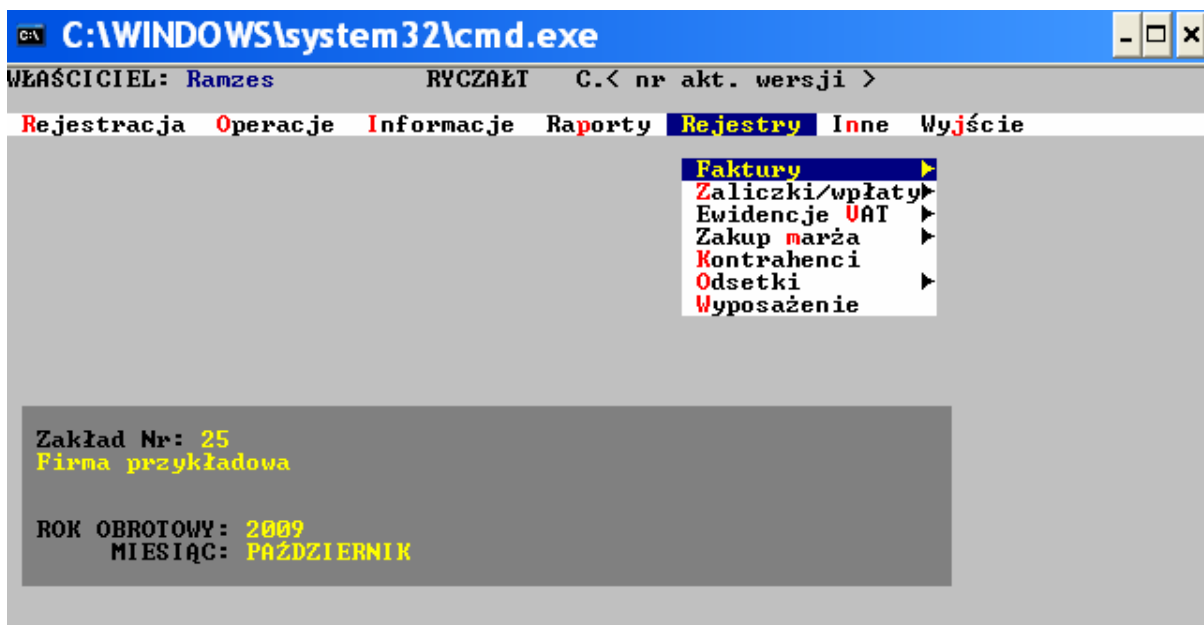 C:\WINDOWS\system32\cmd.exe
WŁAŚCICIEL: Ramzes RYCZAŁT C.< nr akt. wersji >
Rejestracja Operacje Informacje Raporty Rejestry Inne Wyjście
Faktury
Zaliczki/wpłaty
Ewidencje VAT
Zakup marża
Kontrahenci
Odsetki
Wyposażenie
Zakład Nr: 25
Firma przykładowa
ROK OBROTOWY: 2009
MIESIĄC: PAŹDZIERNIK